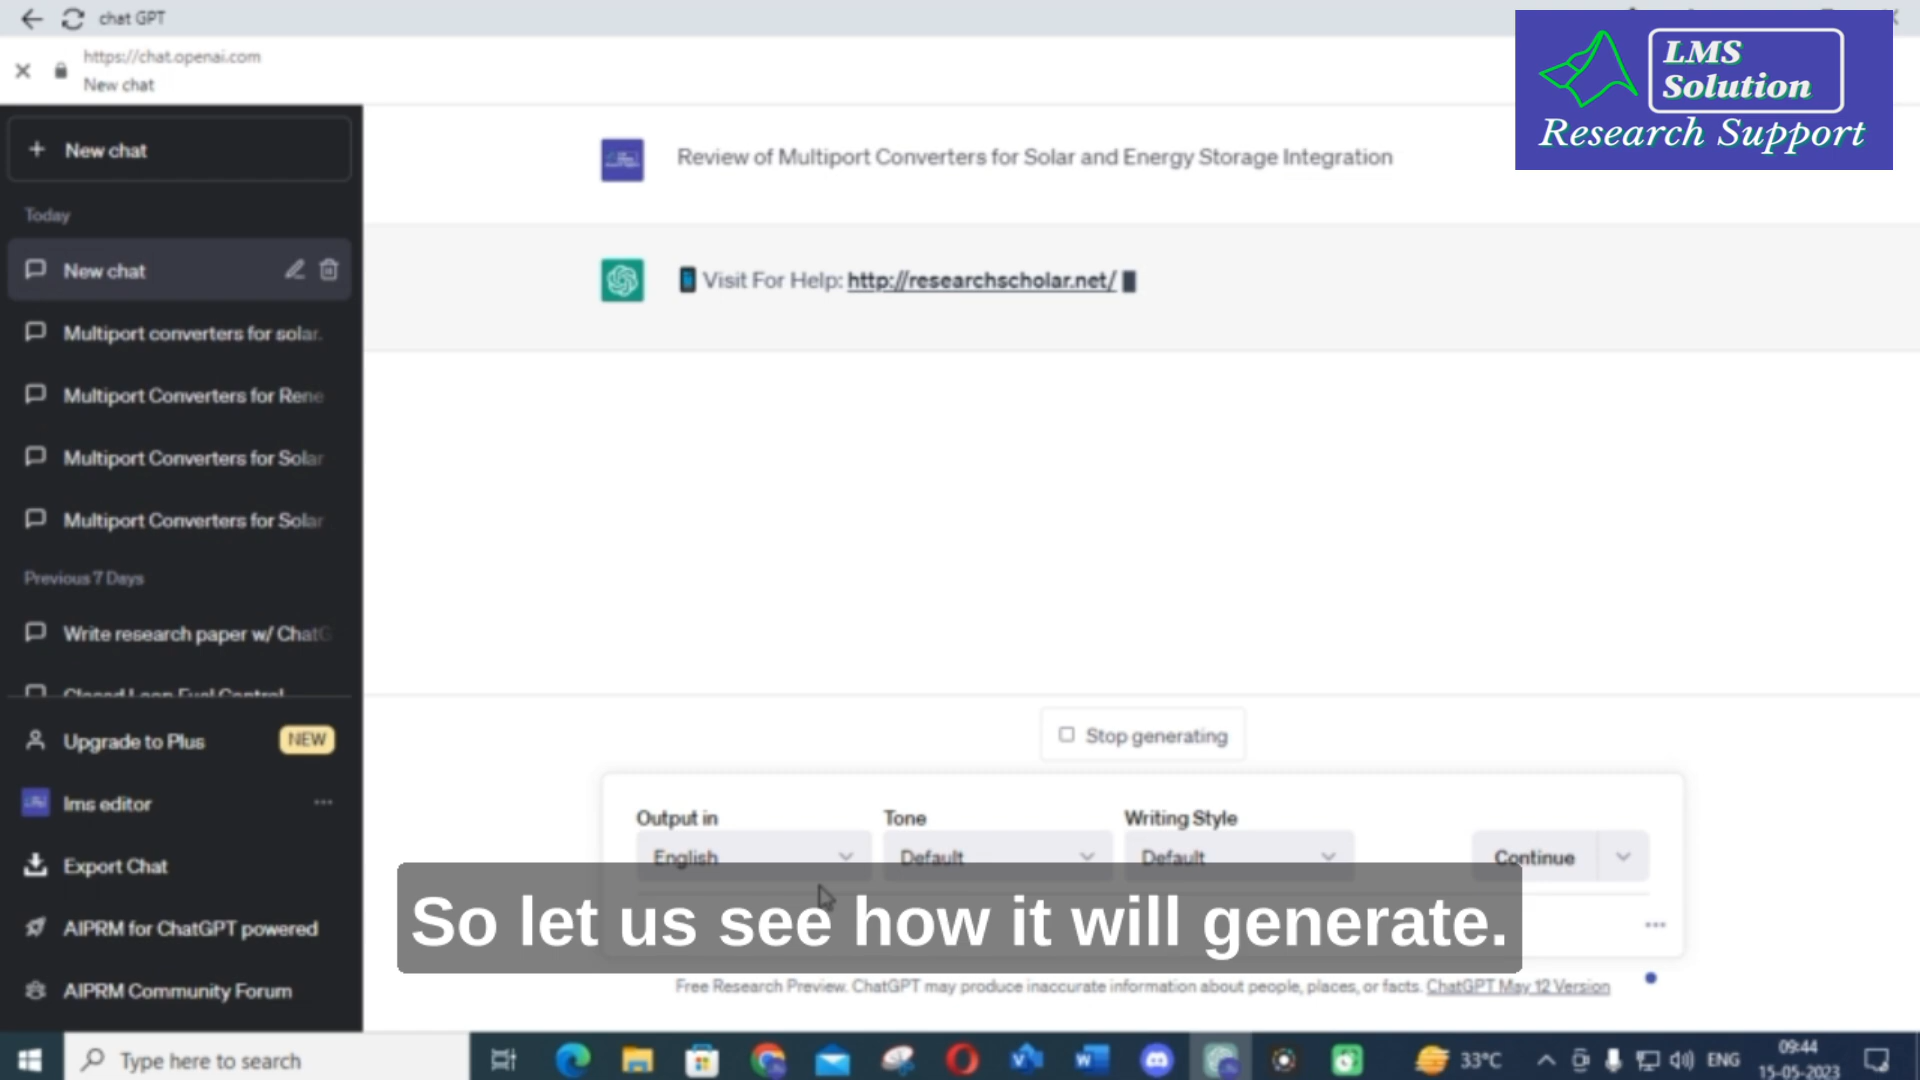 chat GPT
https://chat.openai.com
New chat
LMS
Solution
Research Support
New chat
Today
New chat
Multiport converters for solar.
Multiport Converters for Rene
Multiport Converters for Solar
Multiport Converters for Solar
Previous 7 Days
Write research paper w/ ChatG
Closed Loop Fuel Control
Upgrade to Plus
NEW
lms editor
Export Chat
AIPRM for ChatGPT powered
AIPRM Community Forum
Review of Multiport Converters for Solar and Energy Storage Integration
Visit For Help: http://researchscholar.net/
Stop generating
Output in
Tone
Writing Style
English
Default
Default
Continue
So let us see how it will generate.
Free Research Preview. ChatGPT may produce inaccurate information about people, places, or facts. ChatGPT May 12 Version
Type here to search
33°C
ENG
09:44
15-05-2023